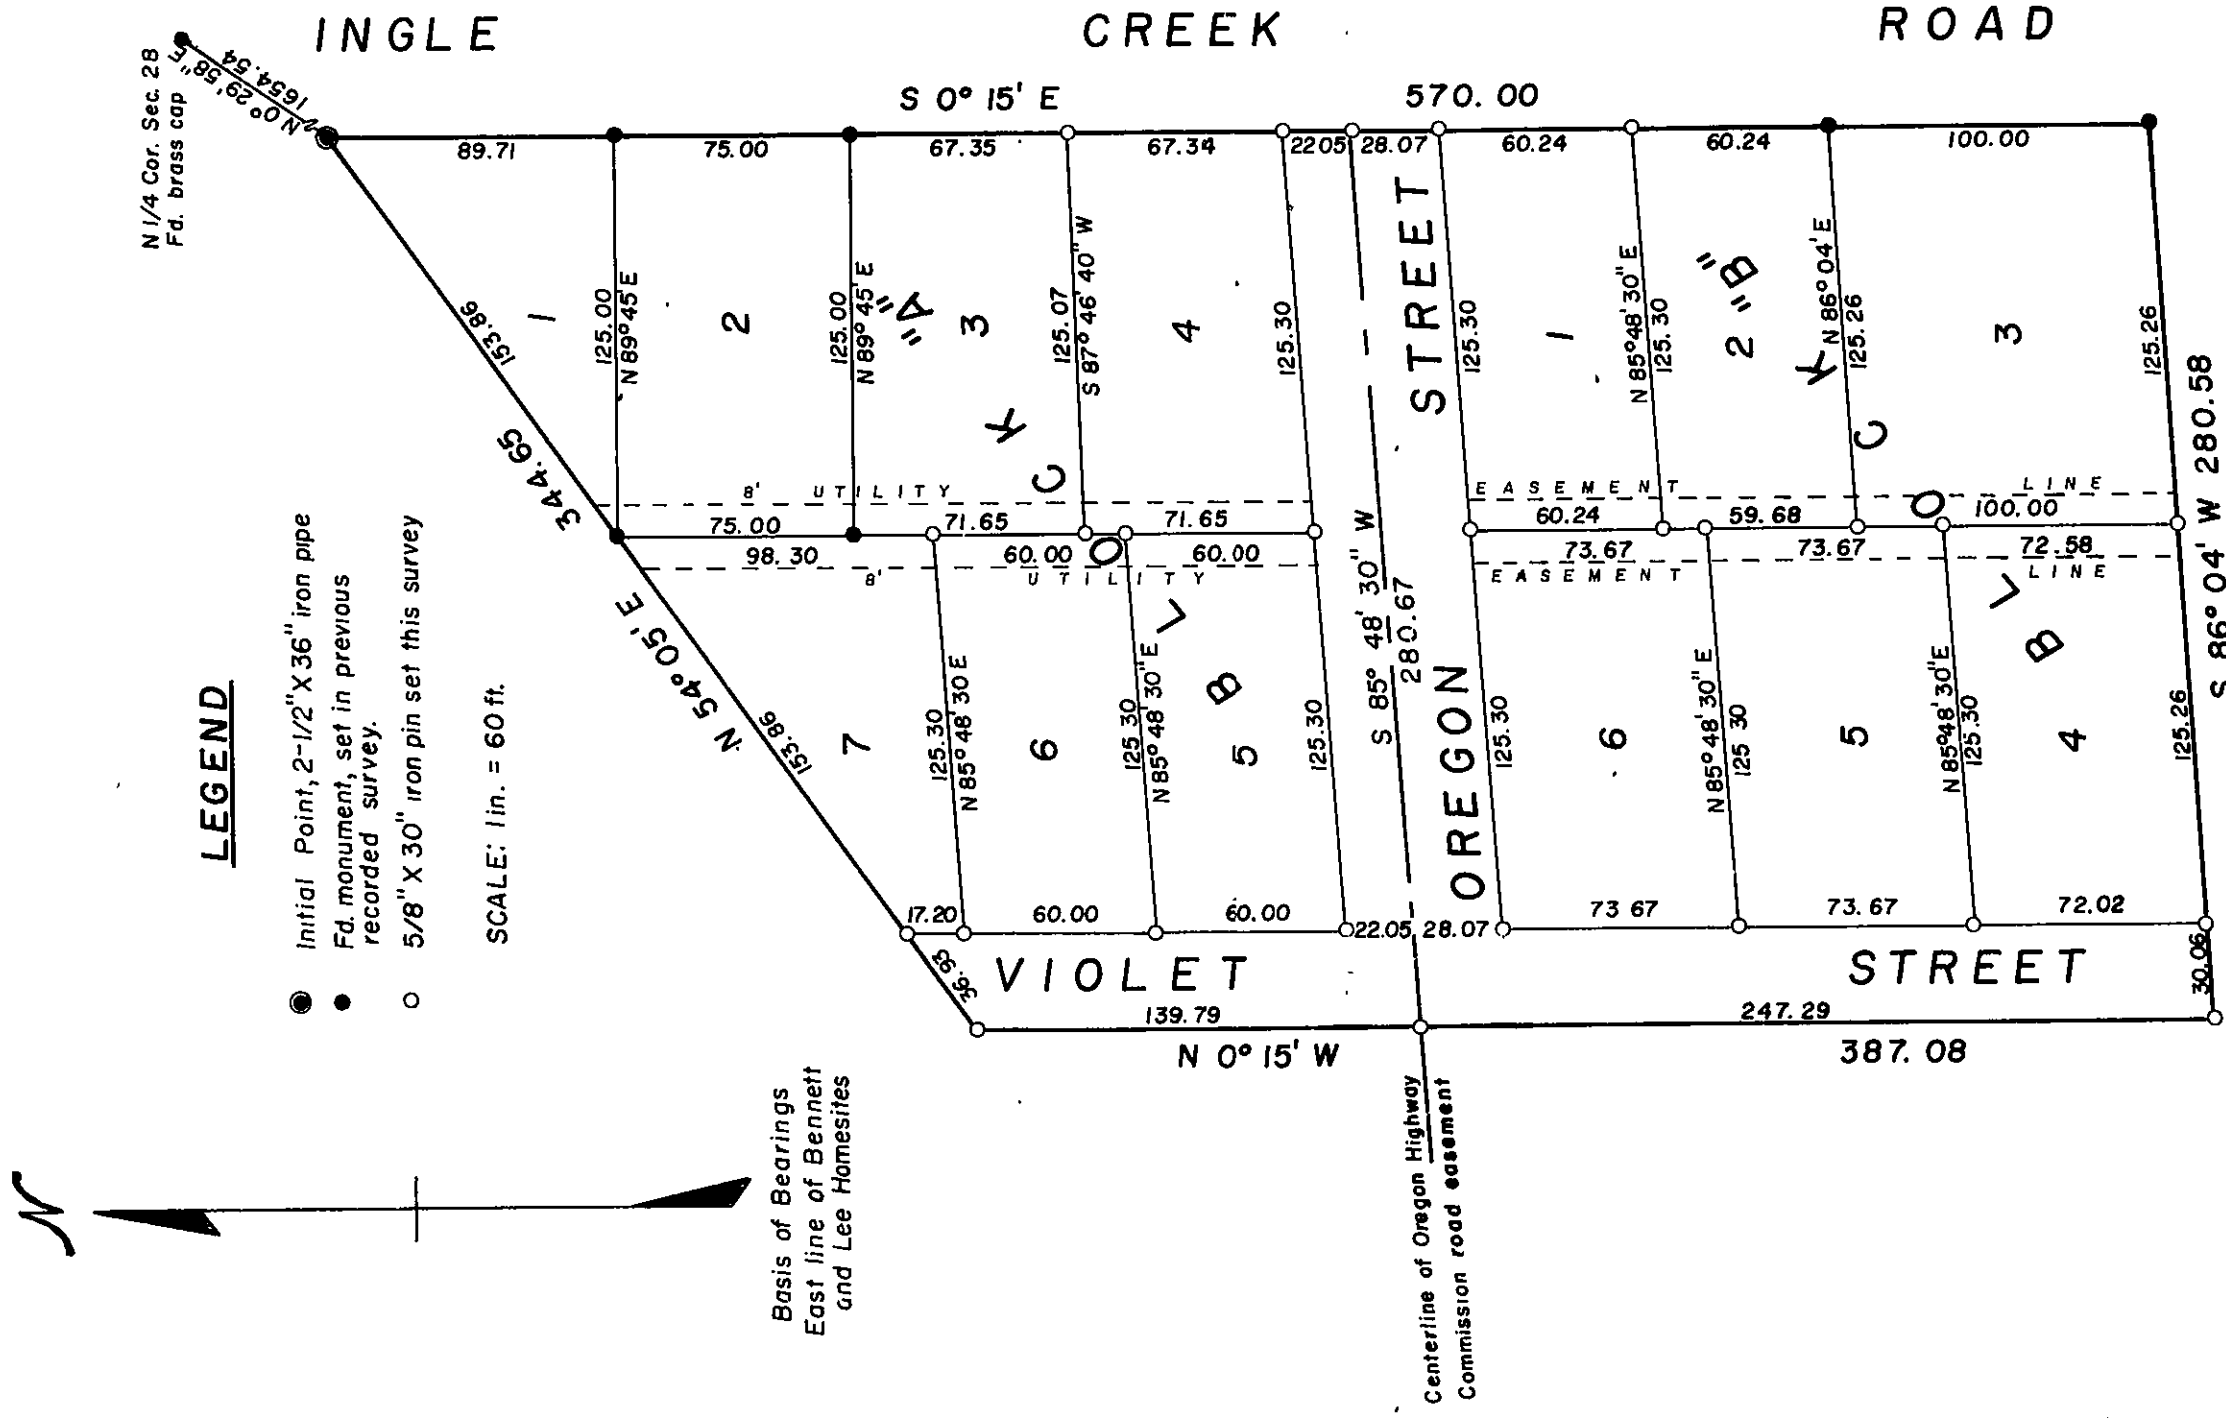 INGLE CREEK ROAD
N 1/4 Cor. Sec. 28
Fd. brass cap
N 0° 29' 58" E
1654.54
S 0° 15' E 570.00
89.71 75.00 67.35 67.34 22.05 28.07 60.24 60.24 100.00
153.86
344.65
N 54° 05' E
153.86
36.93
1
125.00
N 89° 45' E
2
125.00
N 89° 45' E
3
125.07
S 87° 46' 40" W
4
125.30
BLOCK "A"
8' UTILITY EASEMENT LINE
75.00 71.65 71.65
98.30 60.00 60.00
8' UTILITY EASEMENT LINE
7
125.30
N 85° 48' 30 E
6
125.30
N 85° 48' 30" E
5
125.30
17.20 60.00 60.00 22.05 28.07 73 67 73.67 72.02
S 85° 48' 30" W
280.67
OREGON STREET
125.30
1
N 85° 48' 30" E
125.30
2
N 86° 04' E
125.26
3
125.26
BLOCK "B"
60.24 59.68 100.00
73.67 73.67 72.58
125.30
6
N 85° 48' 30" E
125 30
5
N 85° 48' 30" E
125.30
4
125.26
30.06
S 86° 04' W 280.58
VIOLET STREET
139.79 247.29
N 0° 15' W 387.08
Centerline of Oregon Highway
Commission road easement
LEGEND
Initial Point, 2-1/2" X 36" iron pipe
Fd. monument, set in previous
recorded survey.
5/8" X 30" iron pin set this survey
SCALE: 1 in. = 60 ft.
N
Basis of Bearings
East line of Bennett
and Lee Homesites